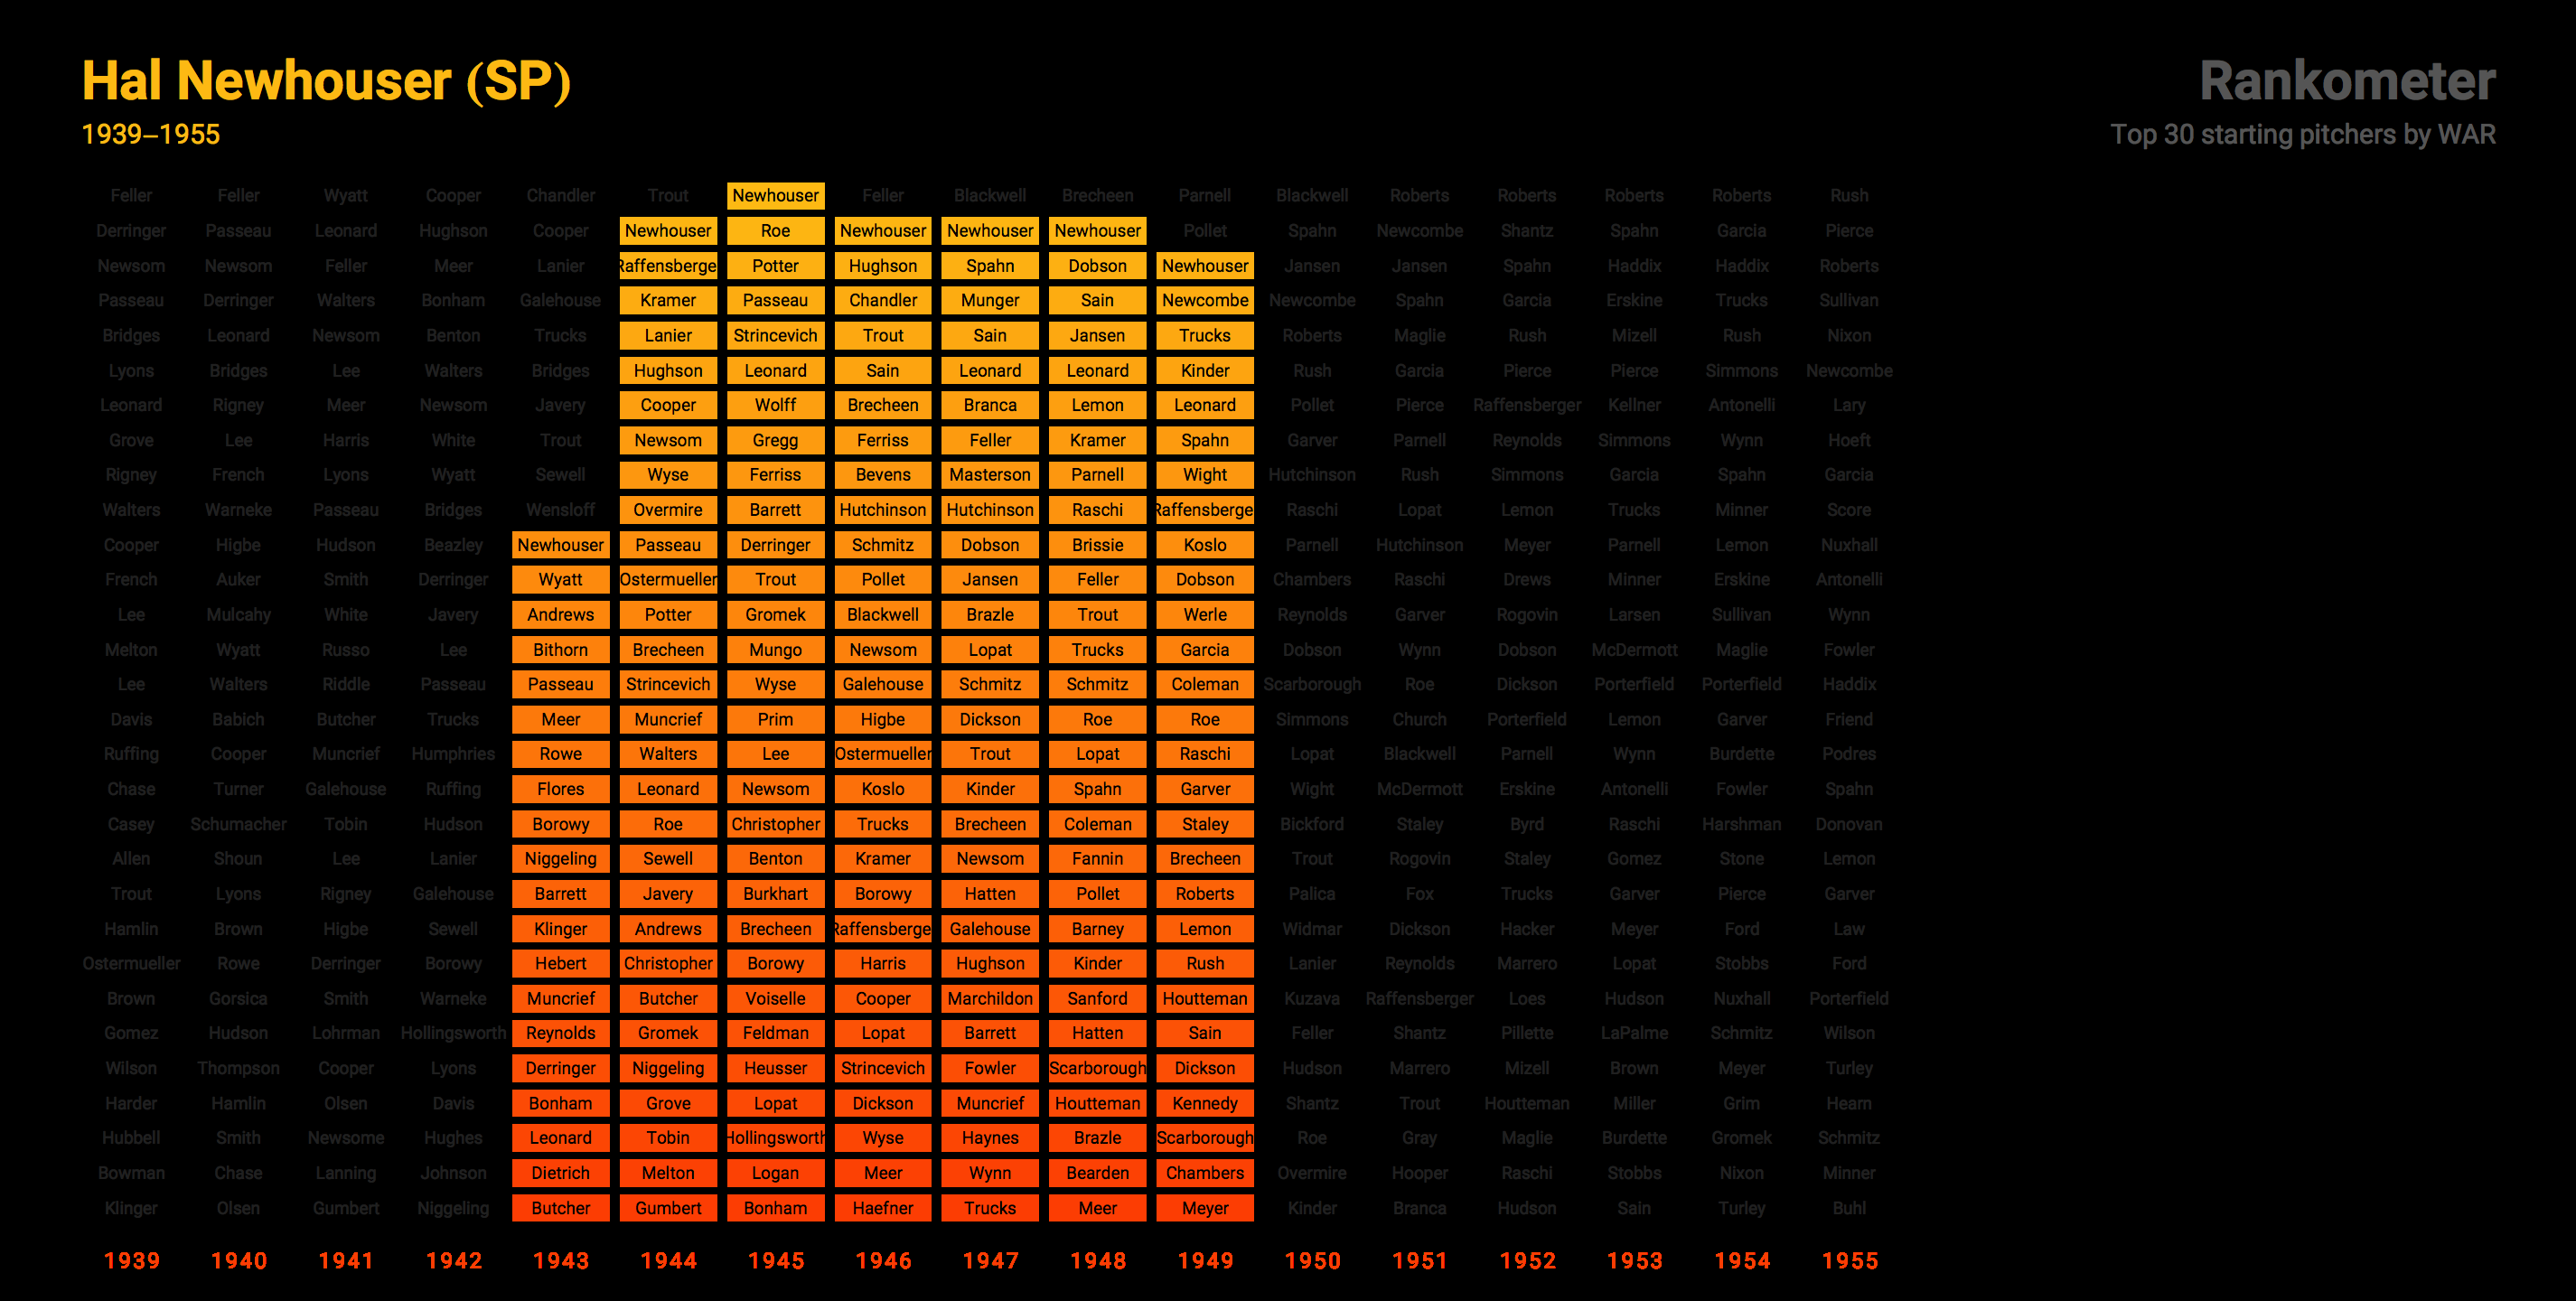 Hal Newhouser (SP)
1939–1955
Rankometer
Top 30 starting pitchers by WAR
Feller Feller Wyatt Cooper Chandler Trout Newhouser Feller Blackwell Brecheen Parnell Blackwell Roberts Roberts Roberts Roberts Rush
Derringer Passeau Leonard Hughson Cooper Newhouser Roe Newhouser Newhouser Newhouser Pollet Spahn Newcombe Shantz Spahn Garcia Pierce
Newsom Newsom Feller Meer Lanier Raffensberge Potter Hughson Spahn Dobson Newhouser Jansen Jansen Spahn Haddix Haddix Roberts
Passeau Derringer Walters Bonham Galehouse Kramer Passeau Chandler Munger Sain Newcombe Newcombe Spahn Garcia Erskine Trucks Sullivan
Bridges Leonard Newsom Benton Trucks Lanier Strincevich Trout Sain Jansen Trucks Roberts Maglie Rush Mizell Rush Nixon
Lyons Bridges Lee Walters Bridges Hughson Leonard Sain Leonard Leonard Kinder Rush Garcia Pierce Pierce Simmons Newcombe
Leonard Rigney Meer Newsom Javery Cooper Wolff Brecheen Branca Lemon Leonard Pollet Pierce Raffensberger Kellner Antonelli Lary
Grove Lee Harris White Trout Newsom Gregg Ferriss Feller Kramer Spahn Garver Parnell Reynolds Simmons Wynn Hoeft
Rigney French Lyons Wyatt Sewell Wyse Ferriss Bevens Masterson Parnell Wight Hutchinson Rush Simmons Garcia Spahn Garcia
Walters Warneke Passeau Bridges Wensloff Overmire Barrett Hutchinson Hutchinson Raschi Raffensberge Raschi Lopat Lemon Trucks Minner Score
Cooper Higbe Hudson Beazley Newhouser Passeau Derringer Schmitz Dobson Brissie Koslo Parnell Hutchinson Meyer Parnell Lemon Nuxhall
French Auker Smith Derringer Wyatt Ostermueller Trout Pollet Jansen Feller Dobson Chambers Raschi Drews Minner Erskine Antonelli
Lee Mulcahy White Javery Andrews Potter Gromek Blackwell Brazle Trout Werle Reynolds Garver Rogovin Larsen Sullivan Wynn
Melton Wyatt Russo Lee Bithorn Brecheen Mungo Newsom Lopat Trucks Garcia Dobson Wynn Dobson McDermott Maglie Fowler
Lee Walters Riddle Passeau Passeau Strincevich Wyse Galehouse Schmitz Schmitz Coleman Scarborough Roe Dickson Porterfield Porterfield Haddix
Davis Babich Butcher Trucks Meer Muncrief Prim Higbe Dickson Roe Roe Simmons Church Porterfield Lemon Garver Friend
Ruffing Cooper Muncrief Humphries Rowe Walters Lee Ostermueller Trout Lopat Raschi Lopat Blackwell Parnell Wynn Burdette Podres
Chase Turner Galehouse Ruffing Flores Leonard Newsom Koslo Kinder Spahn Garver Wight McDermott Erskine Antonelli Fowler Spahn
Casey Schumacher Tobin Hudson Borowy Roe Christopher Trucks Brecheen Coleman Staley Bickford Staley Byrd Raschi Harshman Donovan
Allen Shoun Lee Lanier Niggeling Sewell Benton Kramer Newsom Fannin Brecheen Trout Rogovin Staley Gomez Stone Lemon
Trout Lyons Rigney Galehouse Barrett Javery Burkhart Borowy Hatten Pollet Roberts Palica Fox Trucks Garver Pierce Garver
Hamlin Brown Higbe Sewell Klinger Andrews Brecheen Raffensberge Galehouse Barney Lemon Widmar Dickson Hacker Meyer Ford Law
Ostermueller Rowe Derringer Borowy Hebert Christopher Borowy Harris Hughson Kinder Rush Lanier Reynolds Marrero Lopat Stobbs Ford
Brown Gorsica Smith Warneke Muncrief Butcher Voiselle Cooper Marchildon Sanford Houtteman Kuzava Raffensberger Loes Hudson Nuxhall Porterfield
Gomez Hudson Lohrman Hollingsworth Reynolds Gromek Feldman Lopat Barrett Hatten Sain Feller Shantz Pillette LaPalme Schmitz Wilson
Wilson Thompson Cooper Lyons Derringer Niggeling Heusser Strincevich Fowler Scarborough Dickson Hudson Marrero Mizell Brown Meyer Turley
Harder Hamlin Olsen Davis Bonham Grove Lopat Dickson Muncrief Houtteman Kennedy Shantz Trout Houtteman Miller Grim Hearn
Hubbell Smith Newsome Hughes Leonard Tobin Hollingsworth Wyse Haynes Brazle Scarborough Roe Gray Maglie Burdette Gromek Schmitz
Bowman Chase Lanning Johnson Dietrich Melton Logan Meer Wynn Bearden Chambers Overmire Hooper Raschi Stobbs Nixon Minner
Klinger Olsen Gumbert Niggeling Butcher Gumbert Bonham Haefner Trucks Meer Meyer Kinder Branca Hudson Sain Turley Buhl
1939 1940 1941 1942 1943 1944 1945 1946 1947 1948 1949 1950 1951 1952 1953 1954 1955